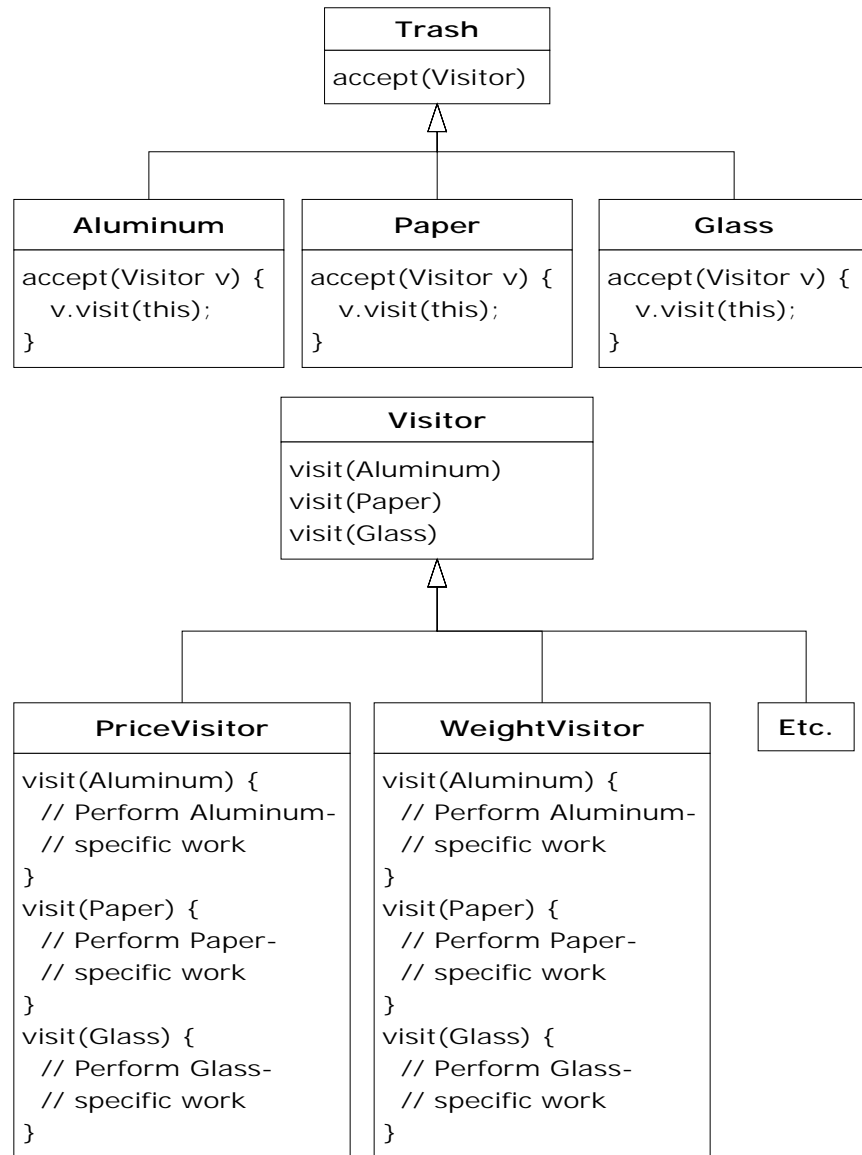 Trash
accept(Visitor)
Aluminum
accept(Visitor v) {
v.visit(this);
}
Paper
accept(Visitor v) {
v.visit(this);
}
Glass
accept(Visitor v) {
v.visit(this);
}
Visitor
visit(Aluminum)
visit(Paper)
visit(Glass)
PriceVisitor
visit(Aluminum) {
// Perform Aluminum-
// specific work
}
visit(Paper) {
// Perform Paper-
// specific work
}
visit(Glass) {
// Perform Glass-
// specific work
}
WeightVisitor
visit(Aluminum) {
// Perform Aluminum-
// specific work
}
visit(Paper) {
// Perform Paper-
// specific work
}
visit(Glass) {
// Perform Glass-
// specific work
}
Etc.